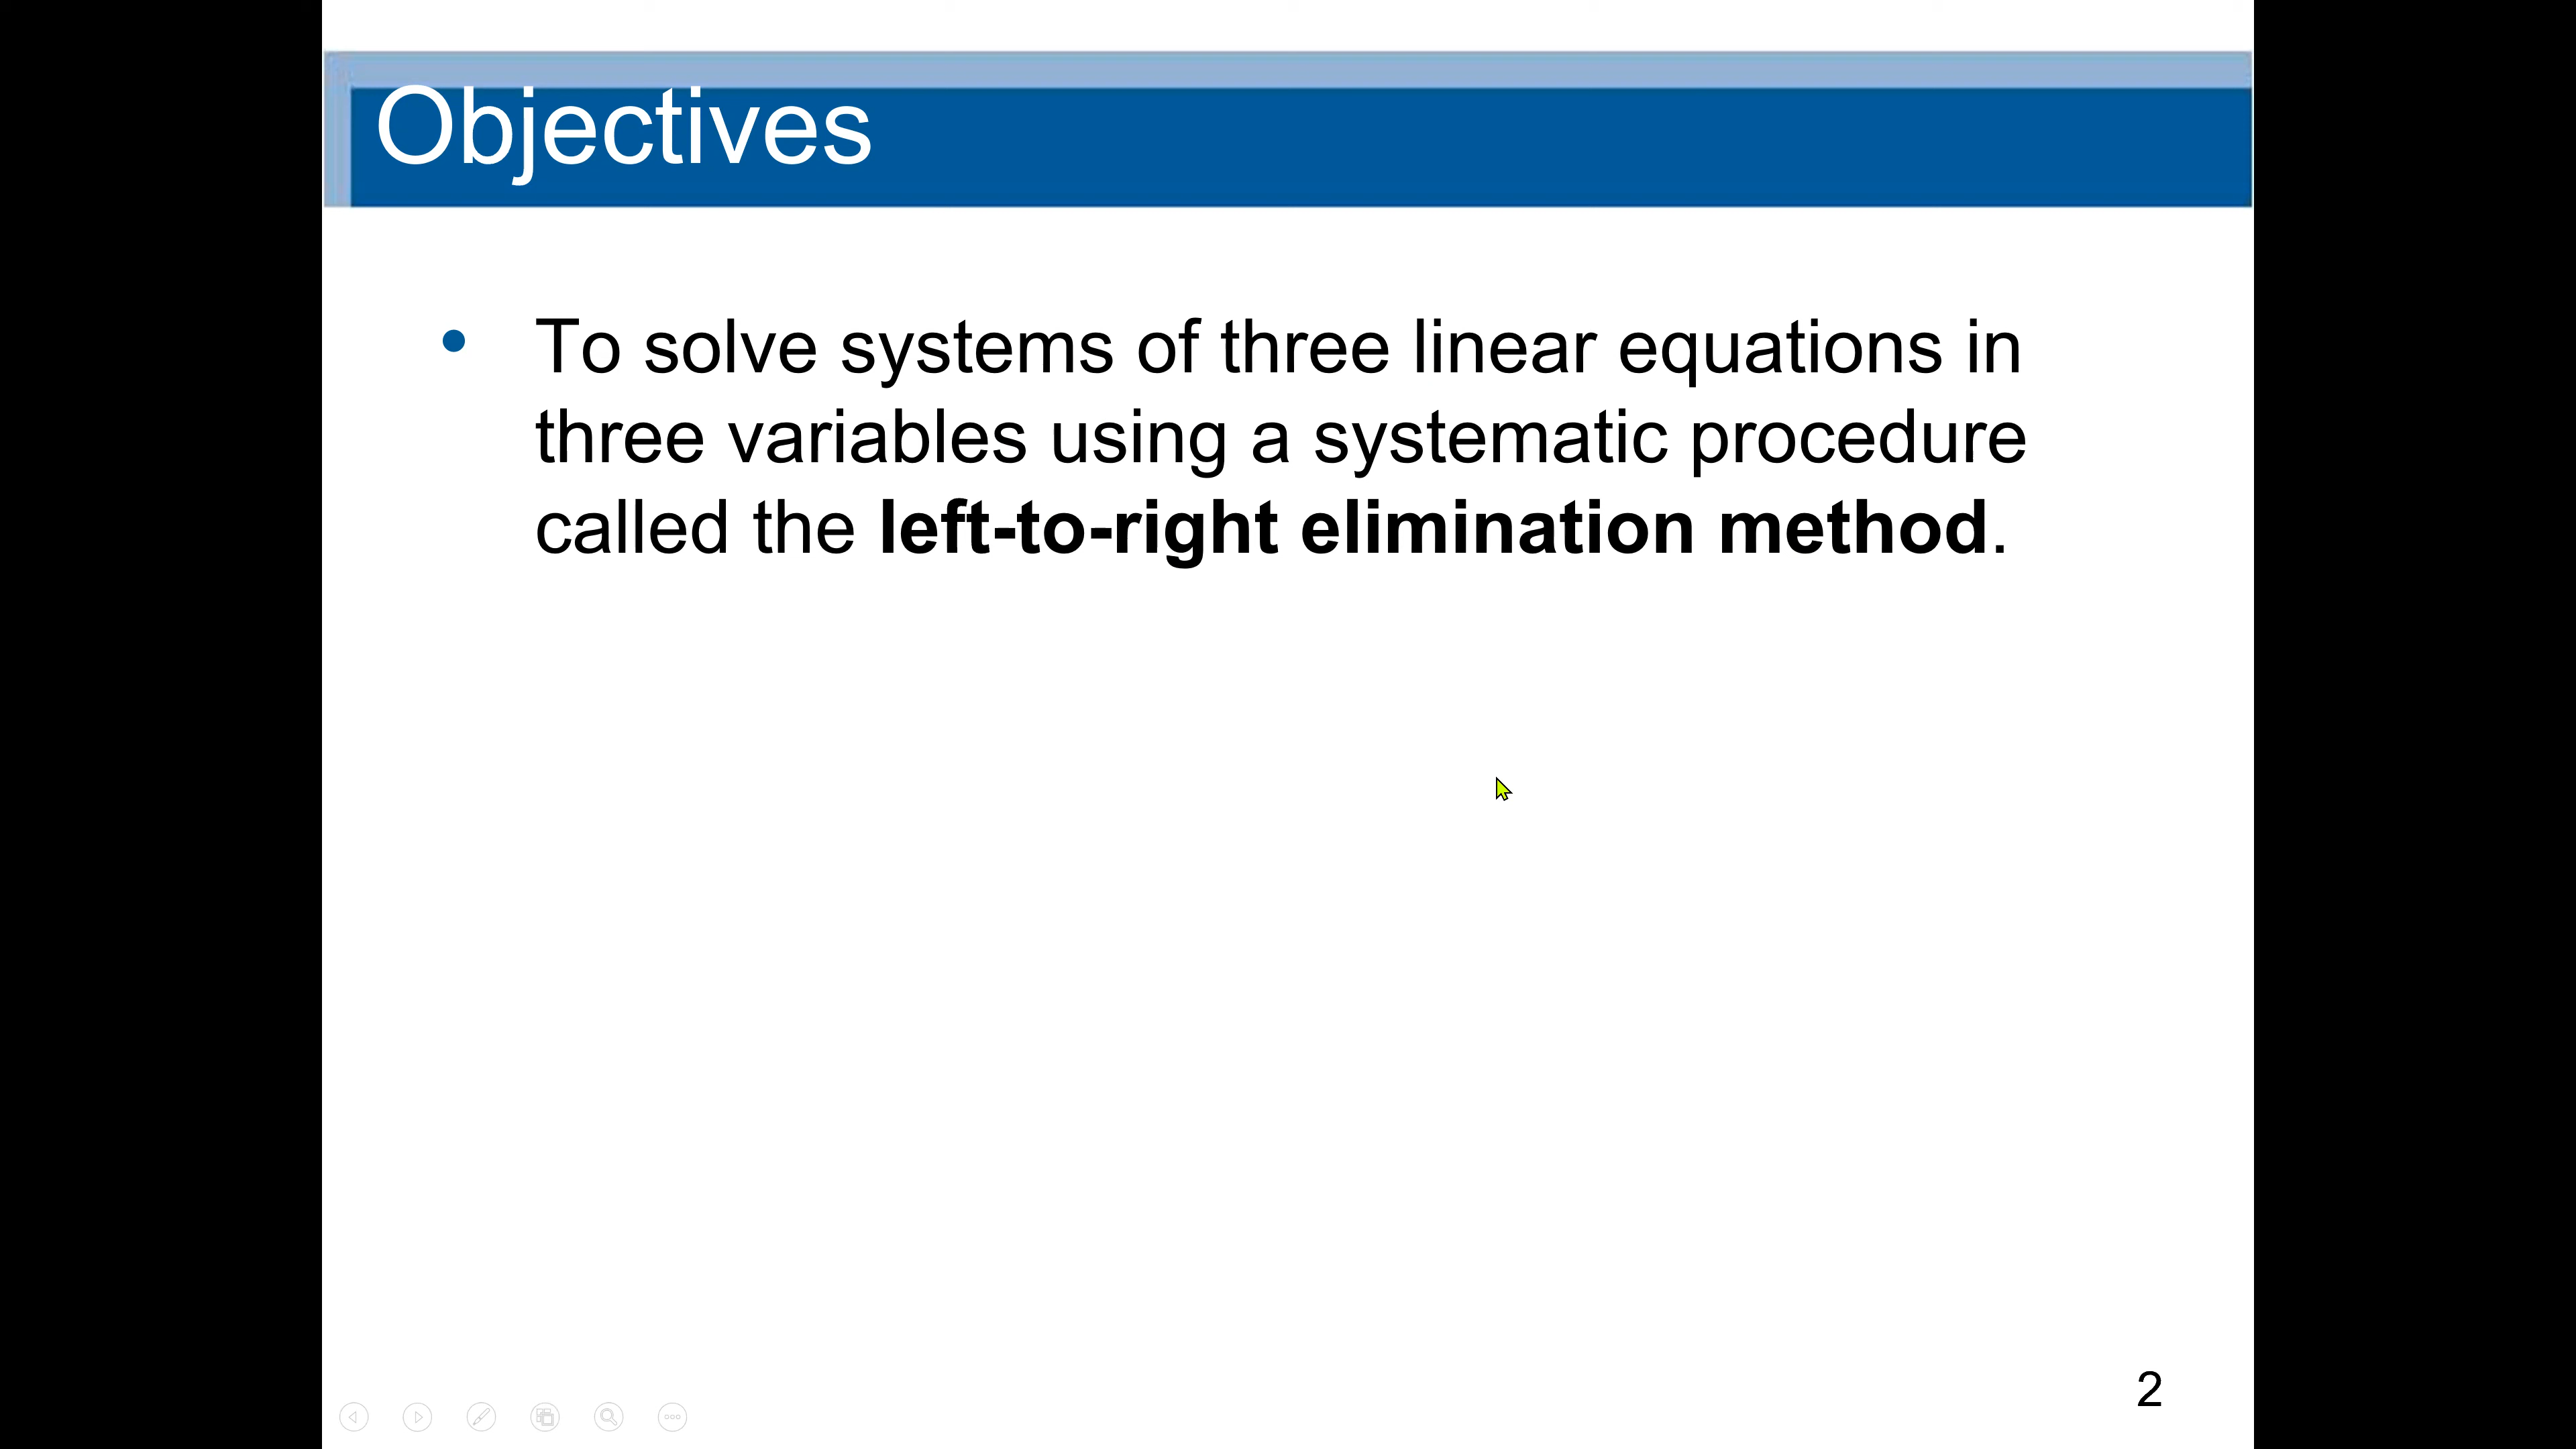 Objectives
• To solve systems of three linear equations in
three variables using a systematic procedure
called the left-to-right elimination method.
2